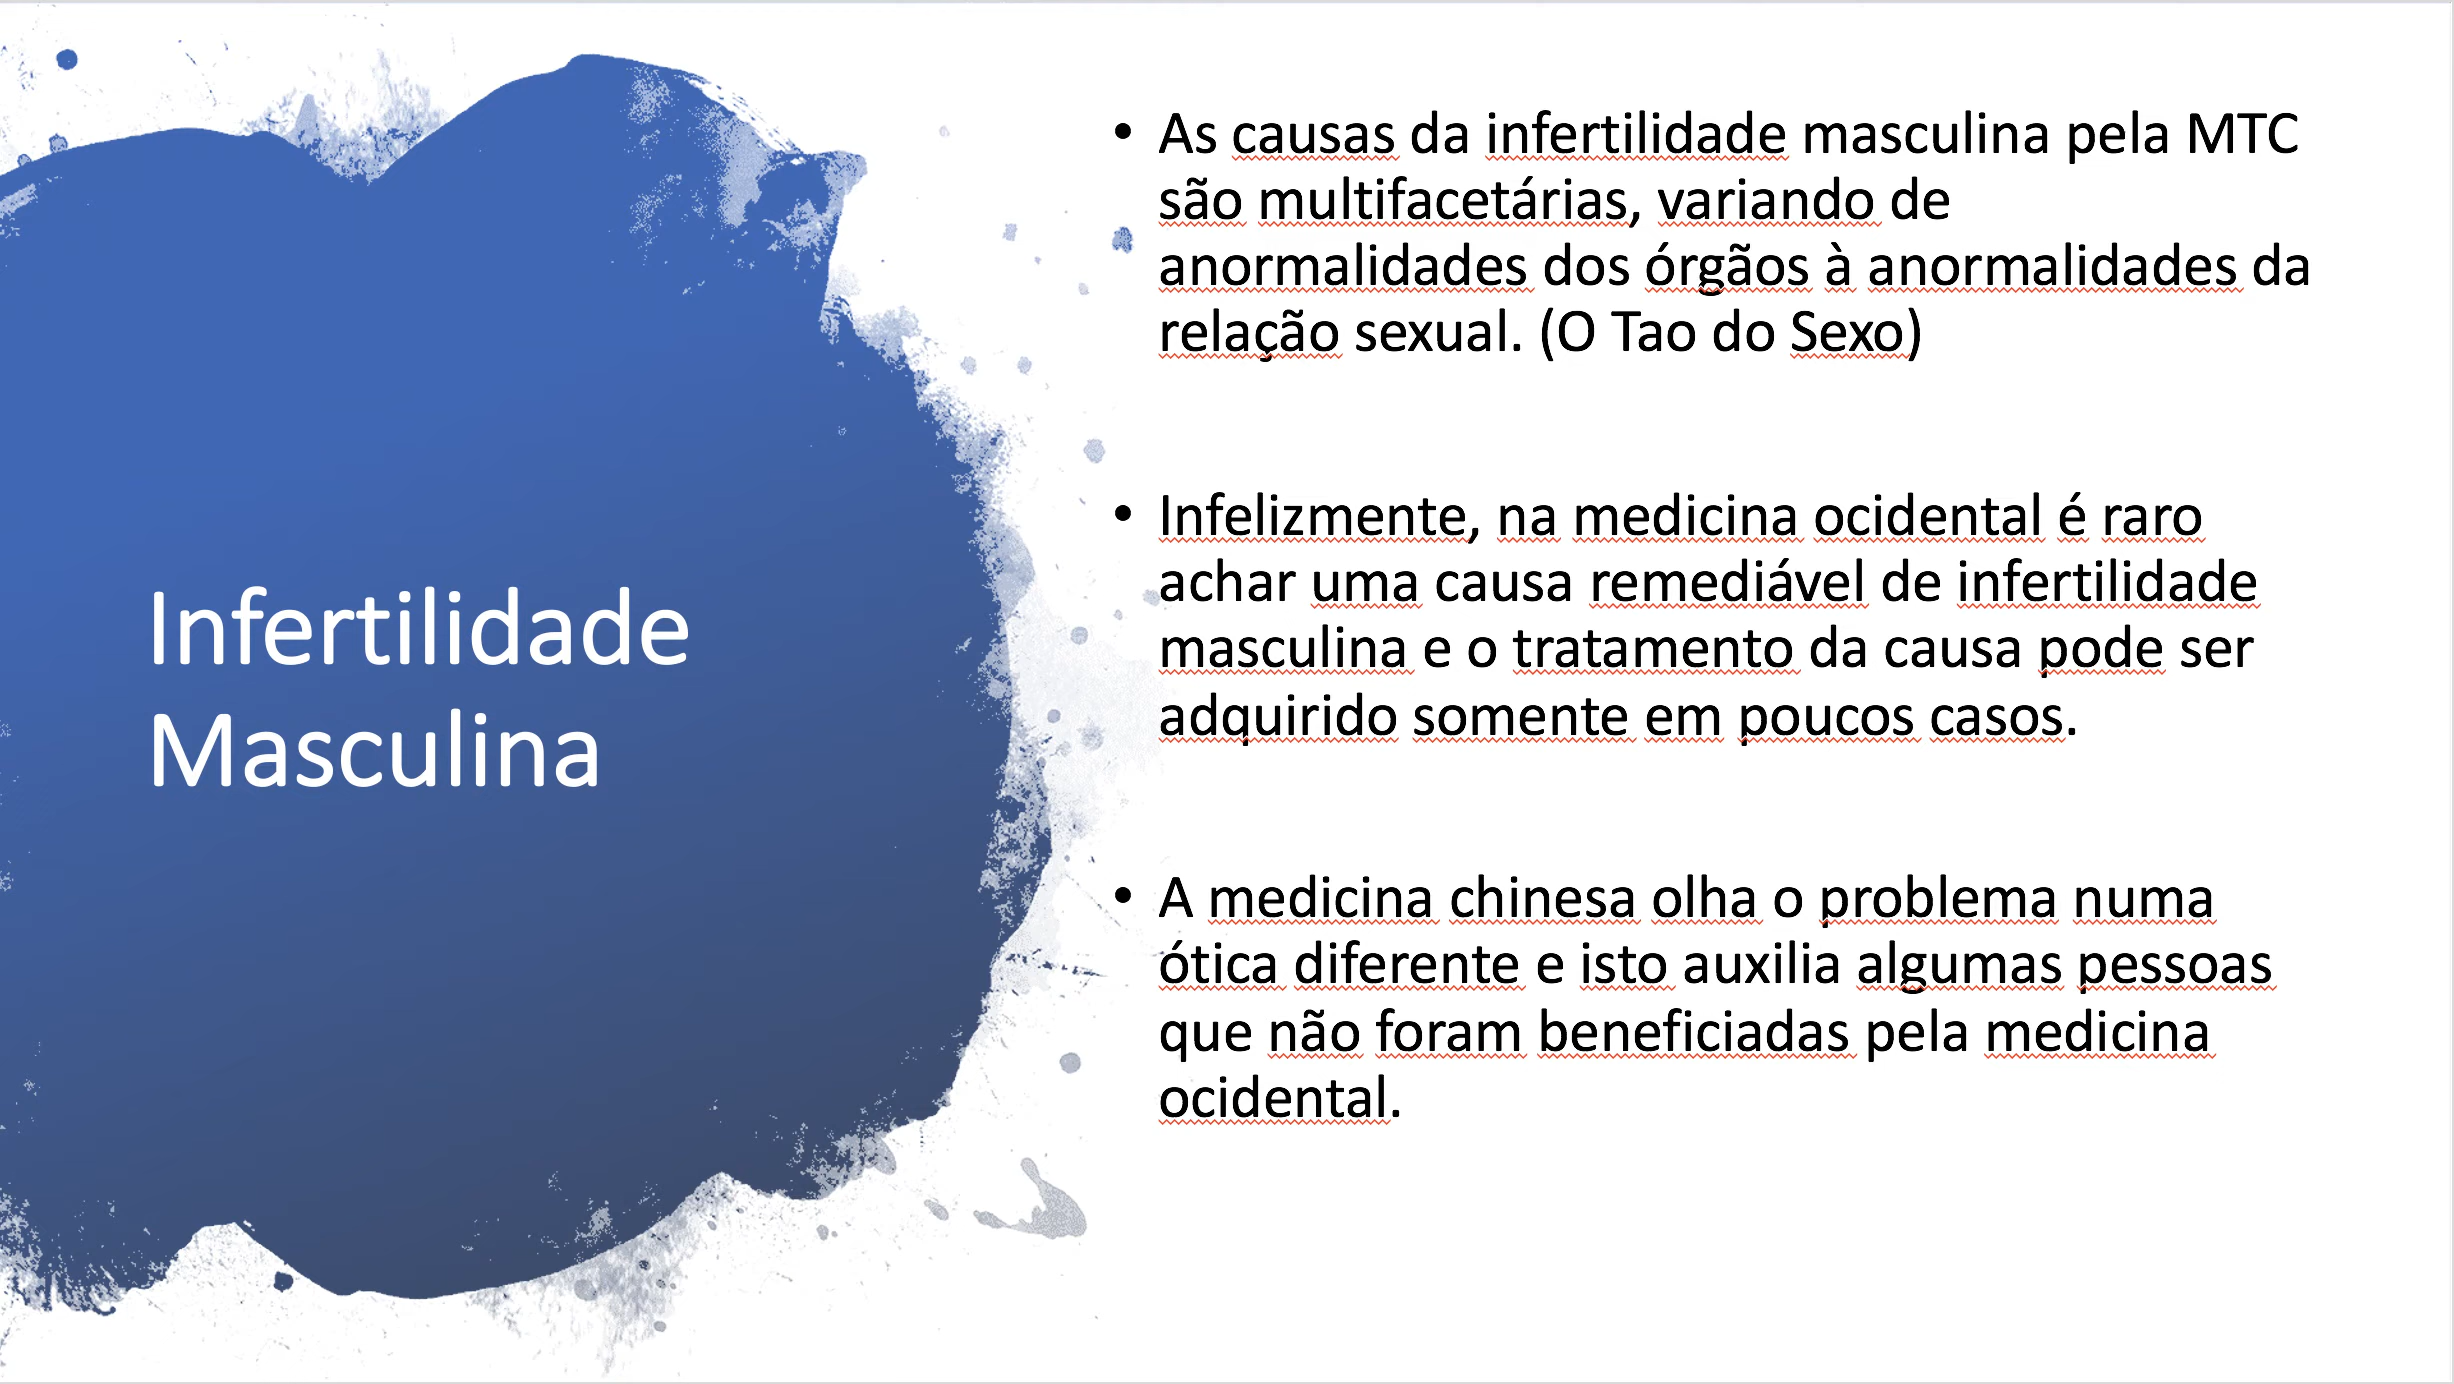 Infertilidade
Masculina
• As causas da infertilidade masculina pela MTC
são multifacetárias, variando de
anormalidades dos órgãos à anormalidades da
relação sexual. (O Tao do Sexo)
• Infelizmente, na medicina ocidental é raro
achar uma causa remediável de infertilidade
masculina e o tratamento da causa pode ser
adquirido somente em poucos casos.
• A medicina chinesa olha o problema numa
ótica diferente e isto auxilia algumas pessoas
que não foram beneficiadas pela medicina
ocidental.